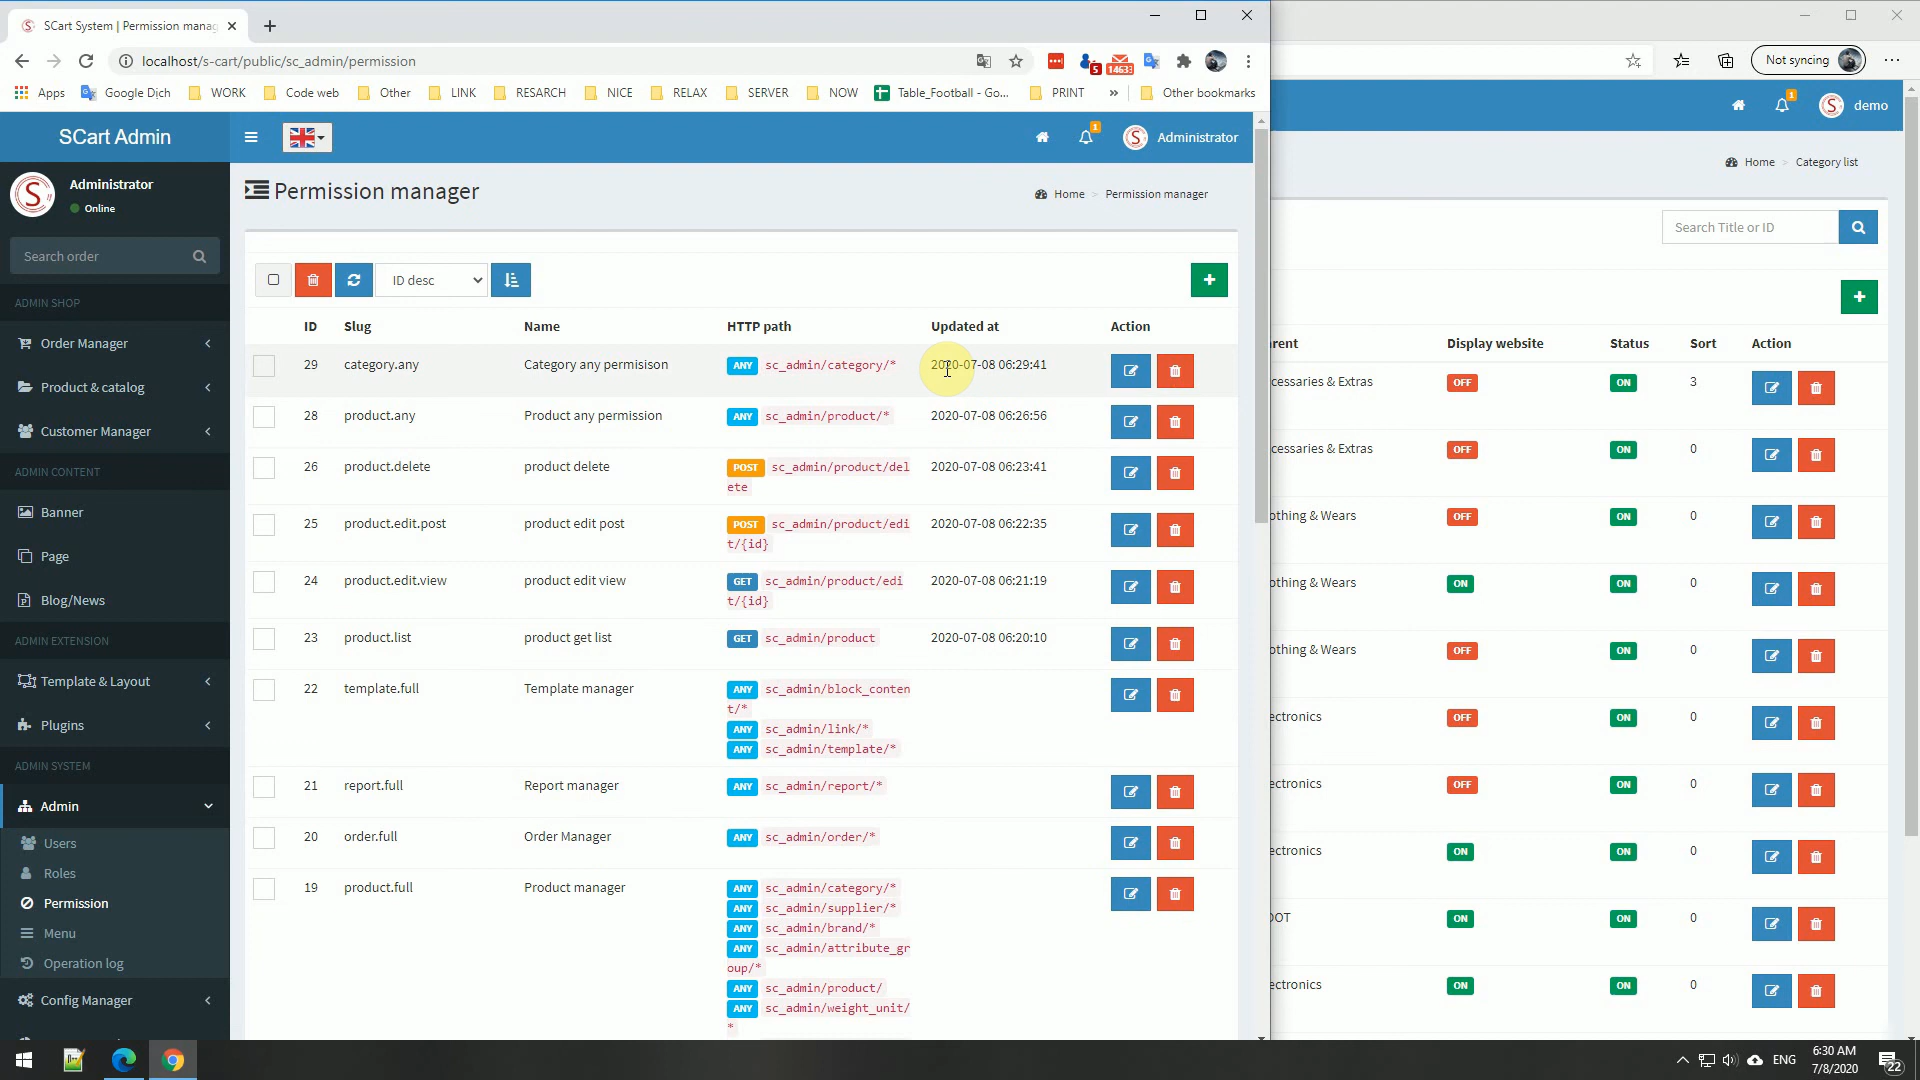 SCart System | Permission manag
localhost/s-cart/public/sc_admin/permission
5
14633
Not syncing
Apps
Google Dịch
WORK
Code web
Other
LINK
RESARCH
NICE
RELAX
SERVER
NOW
Table_Football - Go...
PRINT
»
Other bookmarks
SCart Admin
1
Administrator
1
demo
Administrator
Online
Permission manager
Home > Permission manager
Home > Category list
Search order
Search Title or ID
ID desc
ADMIN SHOP
Order Manager
Product & catalog
Customer Manager
ADMIN CONTENT
Banner
Page
Blog/News
ADMIN EXTENSION
Template & Layout
Plugins
ADMIN SYSTEM
Admin
Users
Roles
Permission
Menu
Operation log
Config Manager
ID Slug Name HTTP path Updated at Action
29 category.any Category any permisison ANY sc_admin/category/* 2020-07-08 06:29:41
28 product.any Product any permission ANY sc_admin/product/* 2020-07-08 06:26:56
26 product.delete product delete POST sc_admin/product/del 2020-07-08 06:23:41
ete
25 product.edit.post product edit post POST sc_admin/product/edi 2020-07-08 06:22:35
t/{id}
24 product.edit.view product edit view GET sc_admin/product/edi 2020-07-08 06:21:19
t/{id}
23 product.list product get list GET sc_admin/product 2020-07-08 06:20:10
22 template.full Template manager ANY sc_admin/block_conten
t/*
ANY sc_admin/link/*
ANY sc_admin/template/*
21 report.full Report manager ANY sc_admin/report/*
20 order.full Order Manager ANY sc_admin/order/*
19 product.full Product manager ANY sc_admin/category/*
ANY sc_admin/supplier/*
ANY sc_admin/brand/*
ANY sc_admin/attribute_gr
oup/*
ANY sc_admin/product/
ANY sc_admin/weight_unit/
*
rent Display website Status Sort Action
ccessaries & Extras OFF ON 3
ccessaries & Extras OFF ON 0
othing & Wears OFF ON 0
othing & Wears ON ON 0
othing & Wears OFF ON 0
ectronics OFF ON 0
ectronics OFF ON 0
ectronics ON ON 0
OOT ON ON 0
ectronics ON ON 0
ENG
6:30 AM
7/8/2020
22